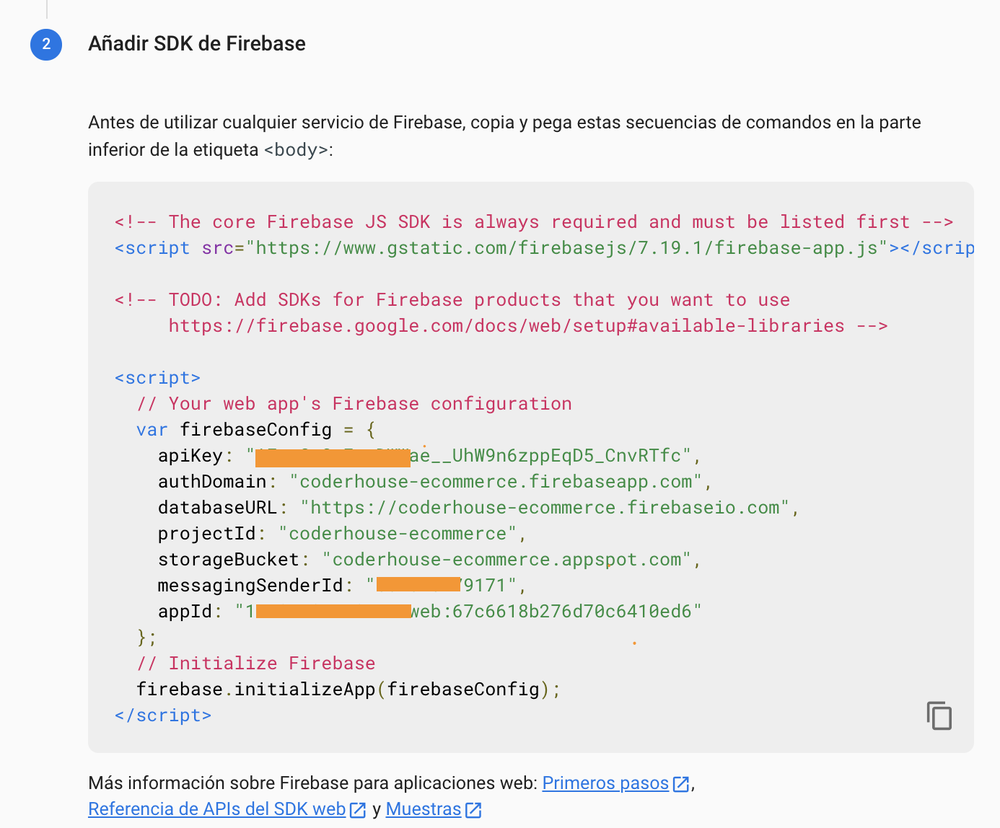 2
Añadir SDK de Firebase
Antes de utilizar cualquier servicio de Firebase, copia y pega estas secuencias de comandos en la parte
inferior de la etiqueta <body>:
<!-- The core Firebase JS SDK is always required and must be listed first -->
<script src="https://www.gstatic.com/firebasejs/7.19.1/firebase-app.js"></scrip
<!-- TODO: Add SDKs for Firebase products that you want to use
https://firebase.google.com/docs/web/setup#available-libraries -->
<script>
// Your web app's Firebase configuration
var firebaseConfig = {
apiKey: "ae__UhW9n6zppEqD5_CnvRTfc",
authDomain: "coderhouse-ecommerce.firebaseapp.com",
databaseURL: "https://coderhouse-ecommerce.firebaseio.com",
projectId: "coderhouse-ecommerce",
storageBucket: "coderhouse-ecommerce.appspot.com",
messagingSenderId: "9171",
appId: "1web:67c6618b276d70c6410ed6"
};
// Initialize Firebase
firebase.initializeApp(firebaseConfig);
</script>
Más información sobre Firebase para aplicaciones web: Primeros pasos,
Referencia de APIs del SDK web y Muestras